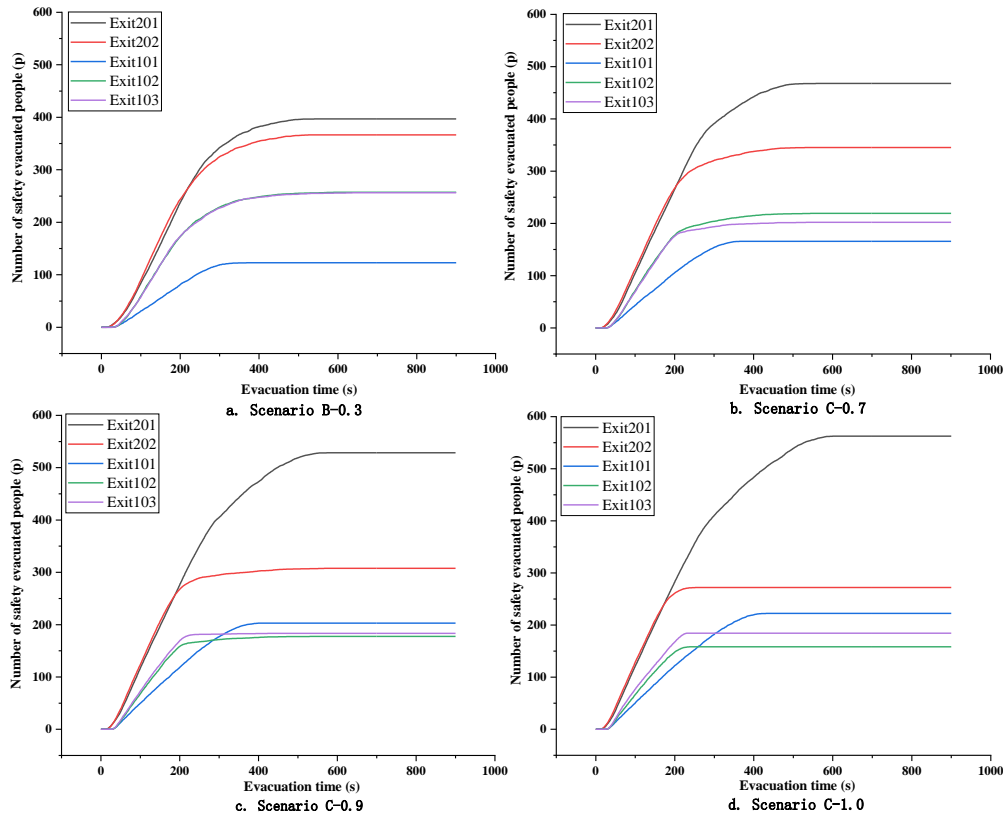 Number of safety evacuated people (p)
600
500
400
300
200
100
0
Exit201
Exit202
Exit101
Exit102
Exit103
0 200 400 600 800 1000
Evacuation time (s)
a. Scenario B-0.3
Number of safety evacuated people (p)
600
500
400
300
200
100
0
Exit201
Exit202
Exit101
Exit102
Exit103
0 200 400 600 800 1000
Evacuation time (s)
b. Scenario C-0.7
Number of safety evacuated people (p)
600
500
400
300
200
100
0
Exit201
Exit202
Exit101
Exit102
Exit103
0 200 400 600 800 1000
Evacuation time (s)
c. Scenario C-0.9
Number of safety evacuated people (p)
600
500
400
300
200
100
0
Exit201
Exit202
Exit101
Exit102
Exit103
0 200 400 600 800 1000
Evacuation time (s)
d. Scenario C-1.0